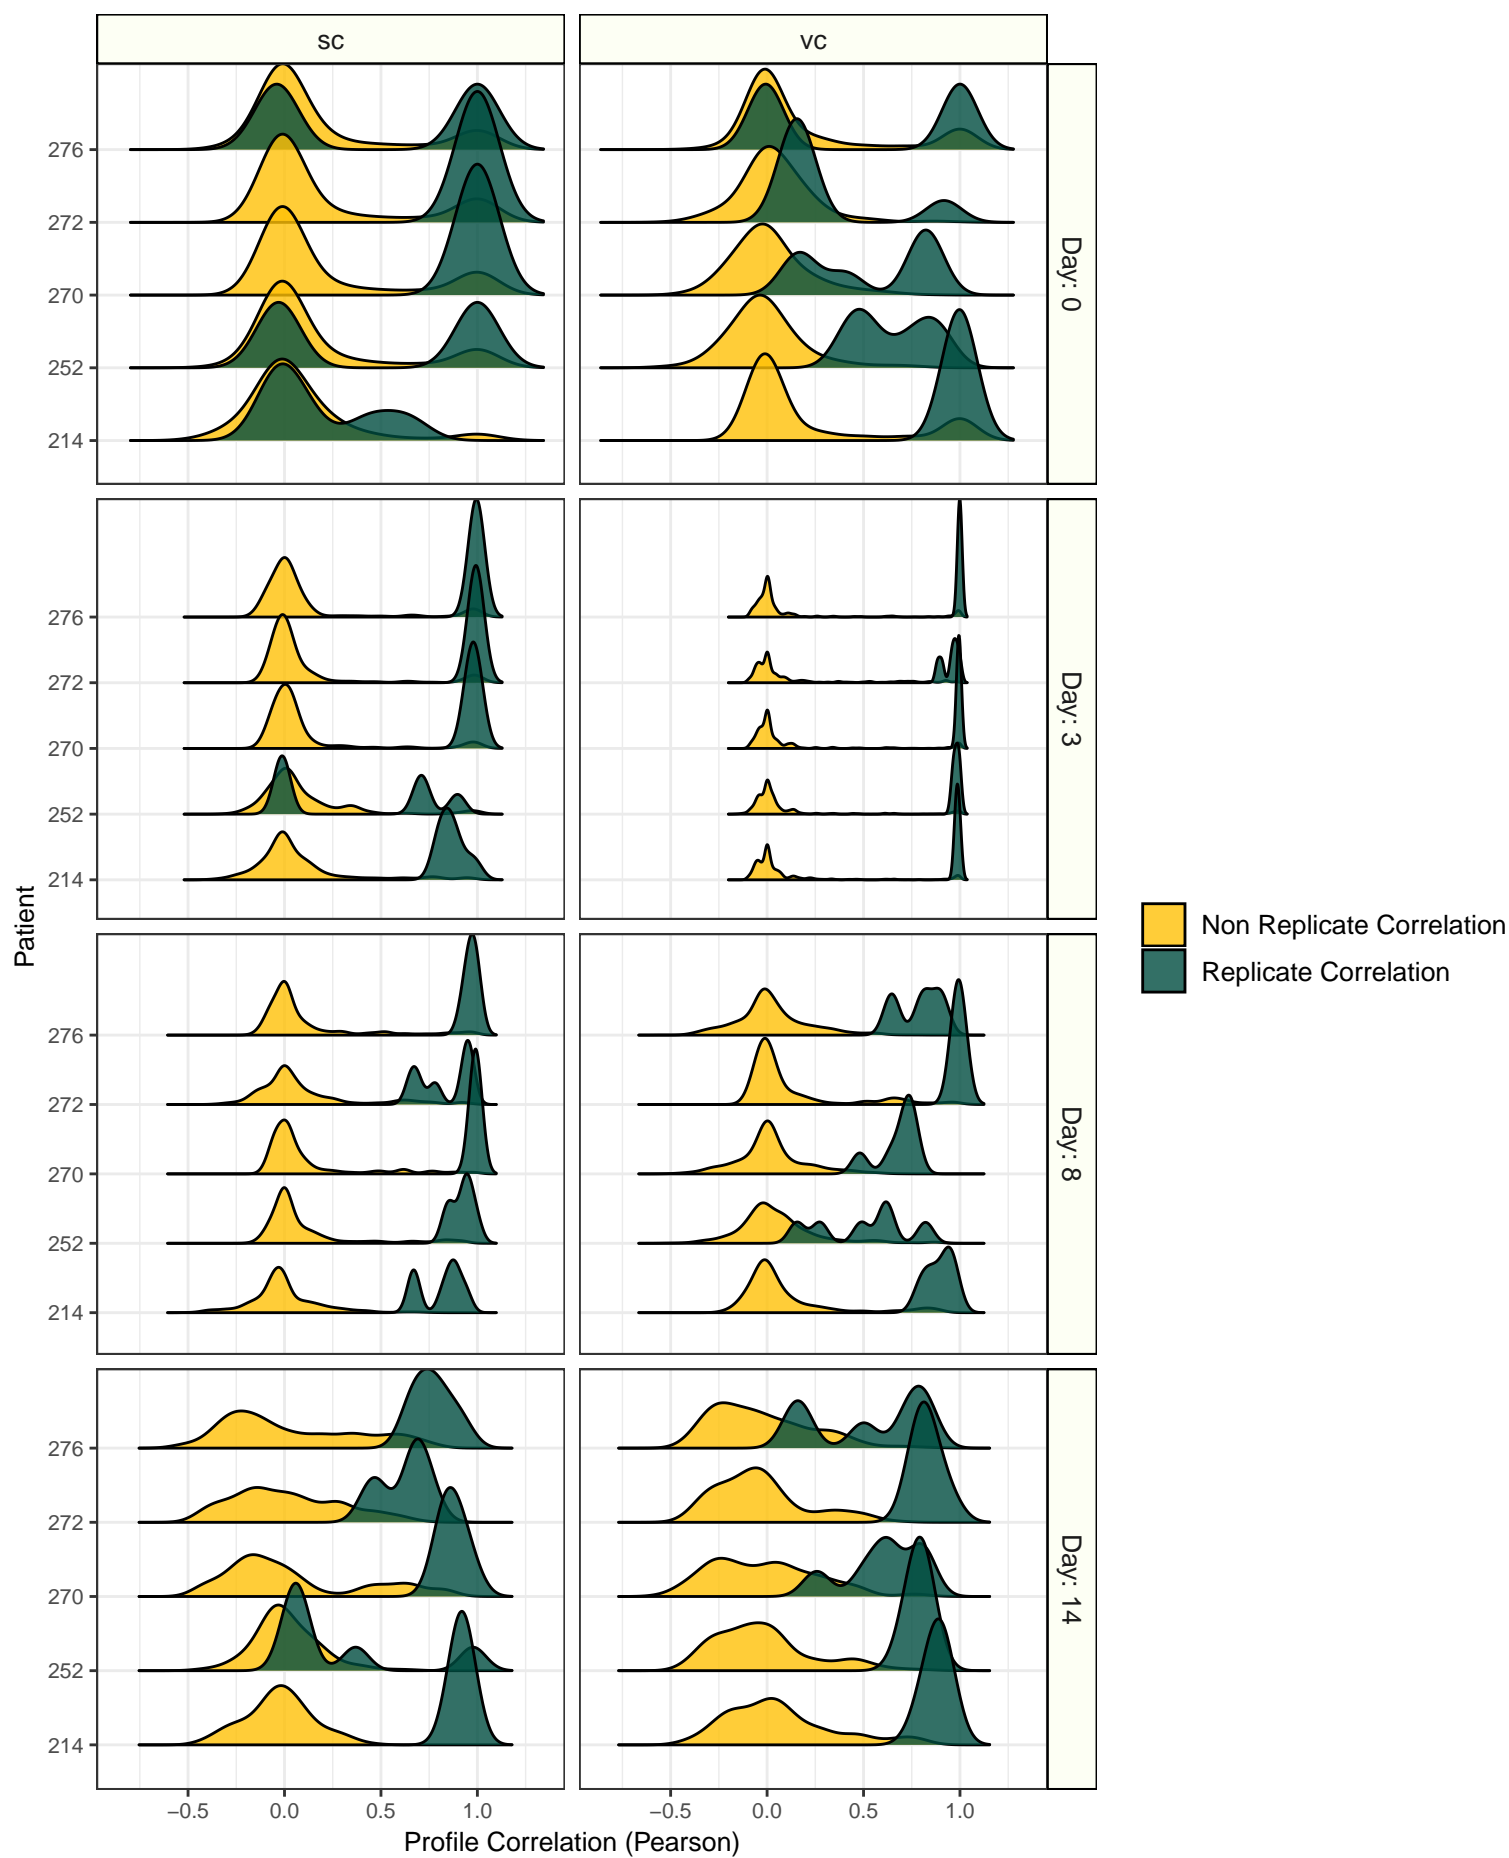 sc
vc
276
272
270
252
214
Day: 0
276
272
270
252
214
Day: 3
276
272
270
252
214
Day: 8
276
272
270
252
214
Day: 14
Patient
Non Replicate Correlation
Replicate Correlation
−0.5 0.0 0.5 1.0
−0.5 0.0 0.5 1.0
Profile Correlation (Pearson)